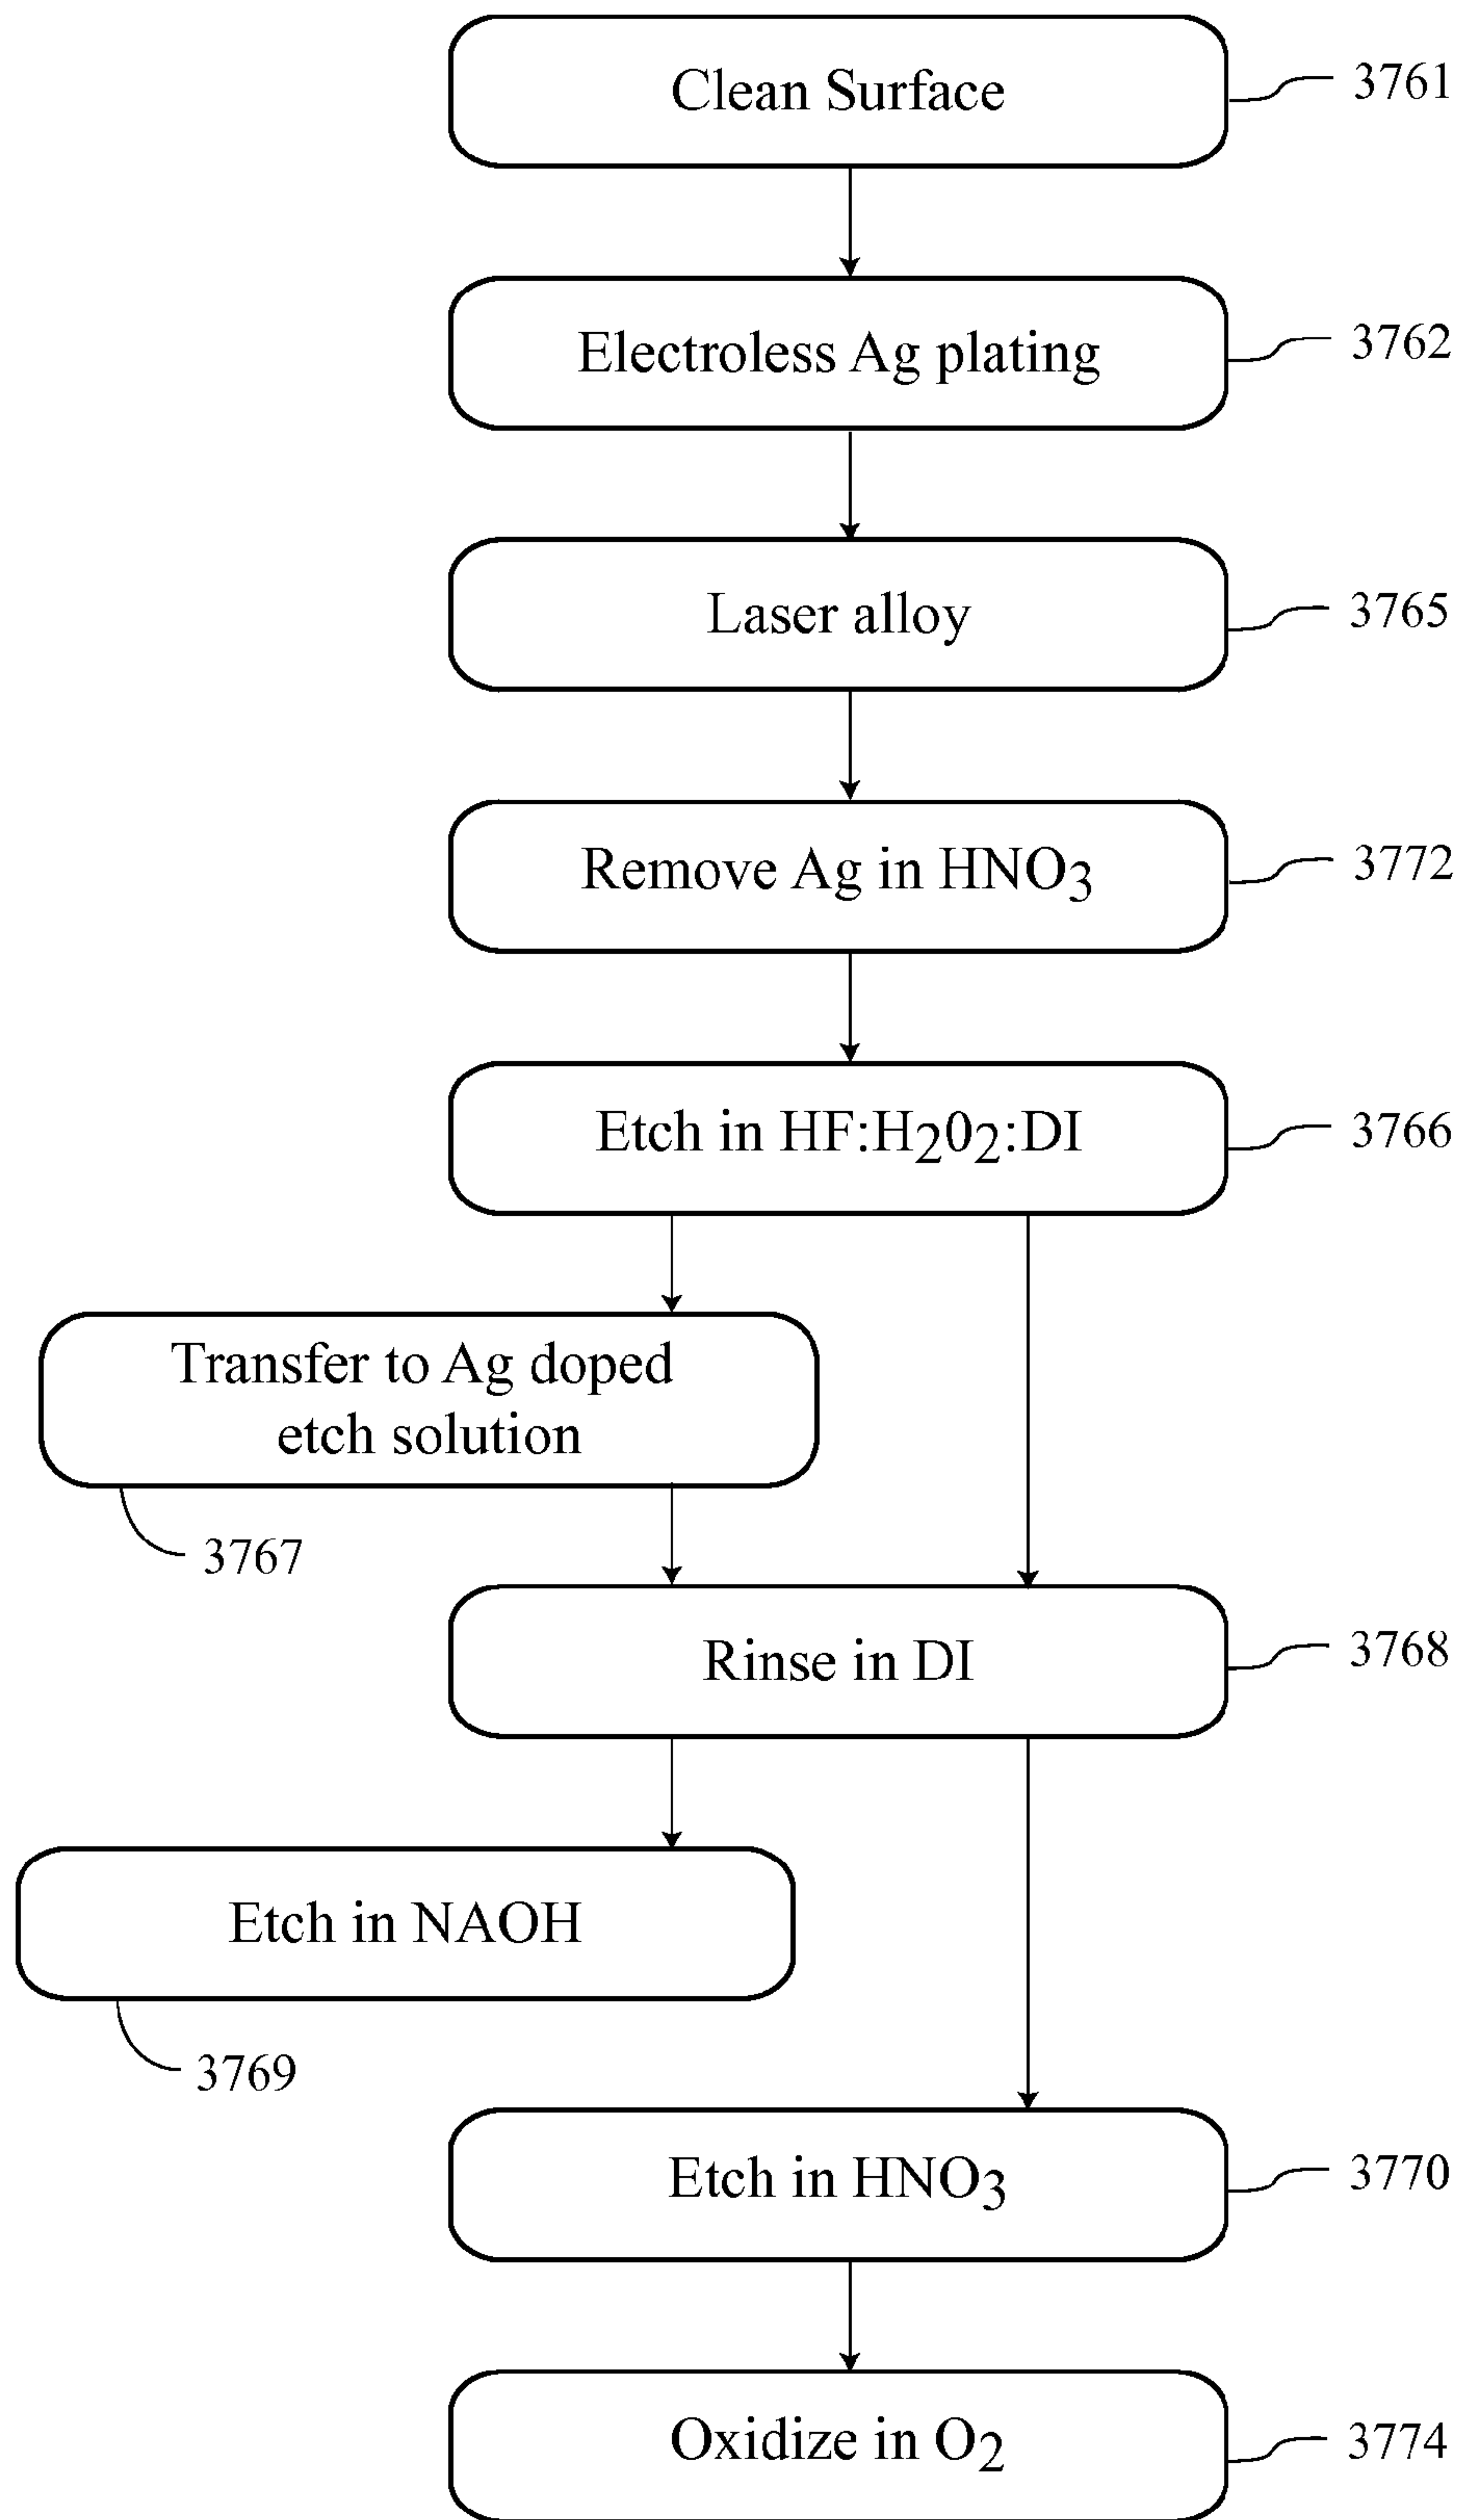 Clean Surface
3761
Electroless Ag plating
3762
Laser alloy
3765
Remove Ag in HNO3
3772
Etch in HF:H202:DI
3766
Transfer to Ag doped
etch solution
3767
Rinse in DI
3768
Etch in NAOH
3769
Etch in HNO3
3770
Oxidize in O2
3774